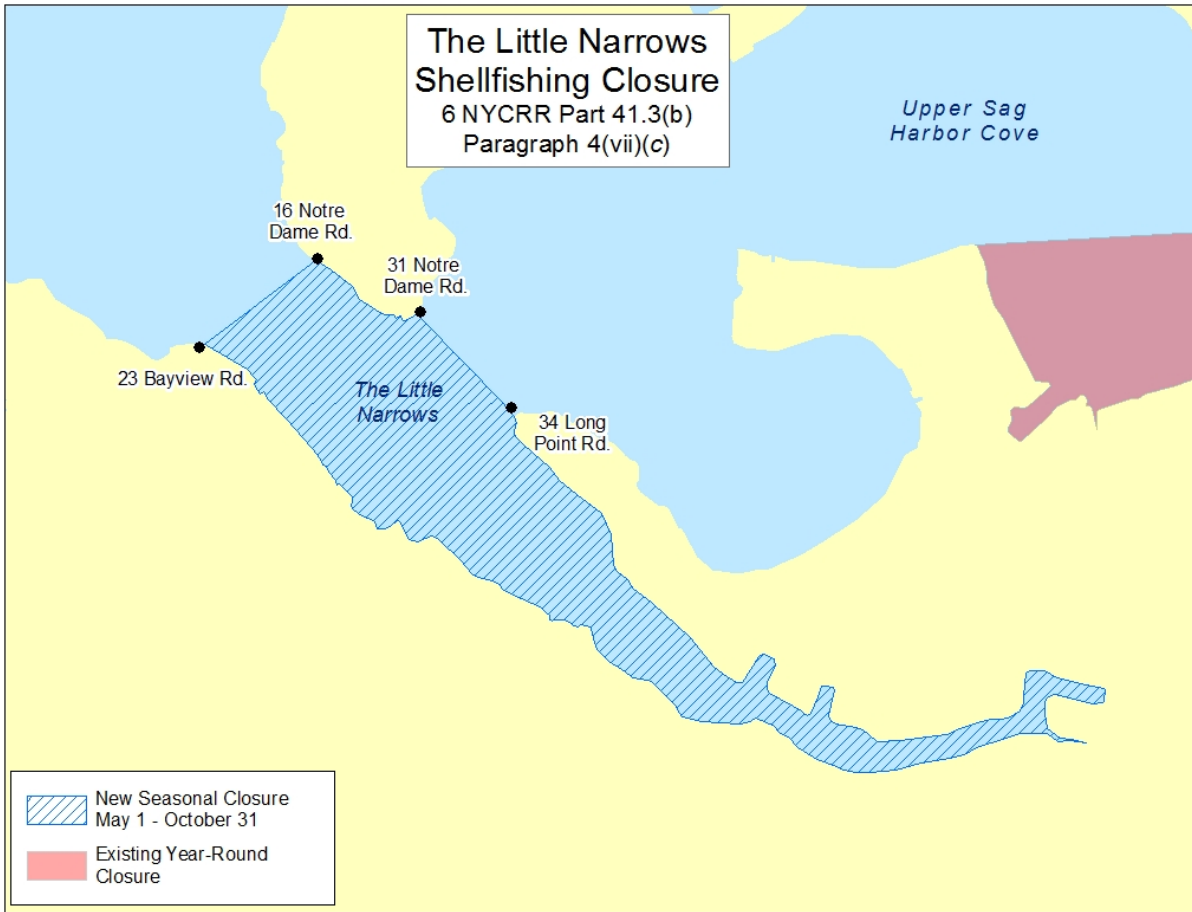 The Little Narrows
Shellfishing Closure
6 NYCRR Part 41.3(b)
Paragraph 4(vii)(c)
Upper Sag
Harbor Cove
16 Notre
Dame Rd.
31 Notre
Dame Rd.
23 Bayview Rd.
The Little
Narrows
34 Long
Point Rd.
New Seasonal Closure
May 1 - October 31
Existing Year-Round
Closure